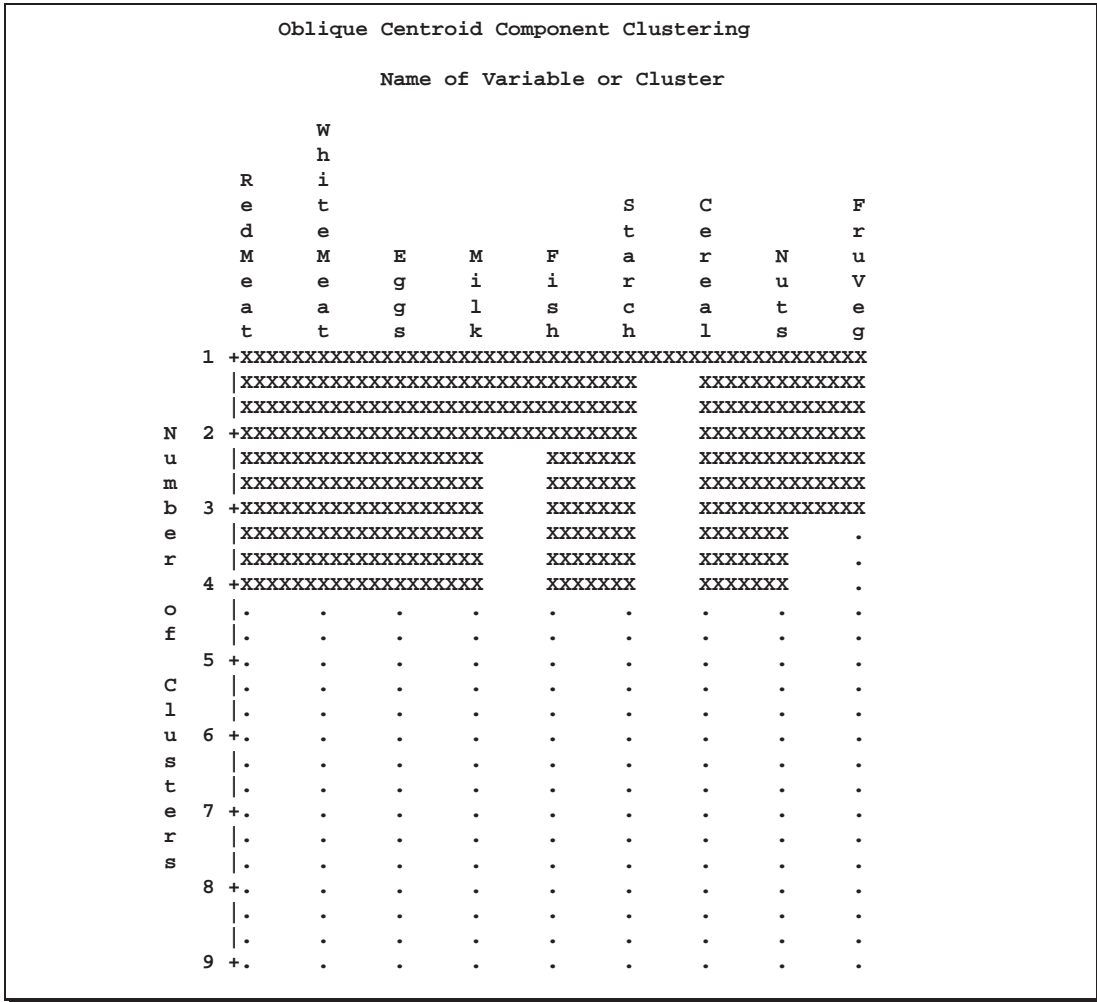 Oblique Centroid Component Clustering
                 Name of Variable or Cluster
            W
            h
      R     i
      e     t                       S     C           F
      d     e                       t     e           r
      M     M     E     M     F     a     r     N     u
      e     e     g     i     i     r     e     u     V
      a     a     g     l     s     c     a     t     e
      t     t     s     k     h     h     l     s     g
   1 +XXXXXXXXXXXXXXXXXXXXXXXXXXXXXXXXXXXXXXXXXXXXXXXXX
     |XXXXXXXXXXXXXXXXXXXXXXXXXXXXXXX     XXXXXXXXXXXXX
     |XXXXXXXXXXXXXXXXXXXXXXXXXXXXXXX     XXXXXXXXXXXXX
N  2 +XXXXXXXXXXXXXXXXXXXXXXXXXXXXXXX     XXXXXXXXXXXXX
u    |XXXXXXXXXXXXXXXXXXX     XXXXXXX     XXXXXXXXXXXXX
m    |XXXXXXXXXXXXXXXXXXX     XXXXXXX     XXXXXXXXXXXXX
b  3 +XXXXXXXXXXXXXXXXXXX     XXXXXXX     XXXXXXXXXXXXX
e    |XXXXXXXXXXXXXXXXXXX     XXXXXXX     XXXXXXX     .
r    |XXXXXXXXXXXXXXXXXXX     XXXXXXX     XXXXXXX     .
   4 +XXXXXXXXXXXXXXXXXXX     XXXXXXX     XXXXXXX     .
o    |.     .     .     .     .     .     .     .     .
f    |.     .     .     .     .     .     .     .     .
   5 +.     .     .     .     .     .     .     .     .
C    |.     .     .     .     .     .     .     .     .
l    |.     .     .     .     .     .     .     .     .
u  6 +.     .     .     .     .     .     .     .     .
s    |.     .     .     .     .     .     .     .     .
t    |.     .     .     .     .     .     .     .     .
e  7 +.     .     .     .     .     .     .     .     .
r    |.     .     .     .     .     .     .     .     .
s    |.     .     .     .     .     .     .     .     .
   8 +.     .     .     .     .     .     .     .     .
     |.     .     .     .     .     .     .     .     .
     |.     .     .     .     .     .     .     .     .
   9 +.     .     .     .     .     .     .     .     .